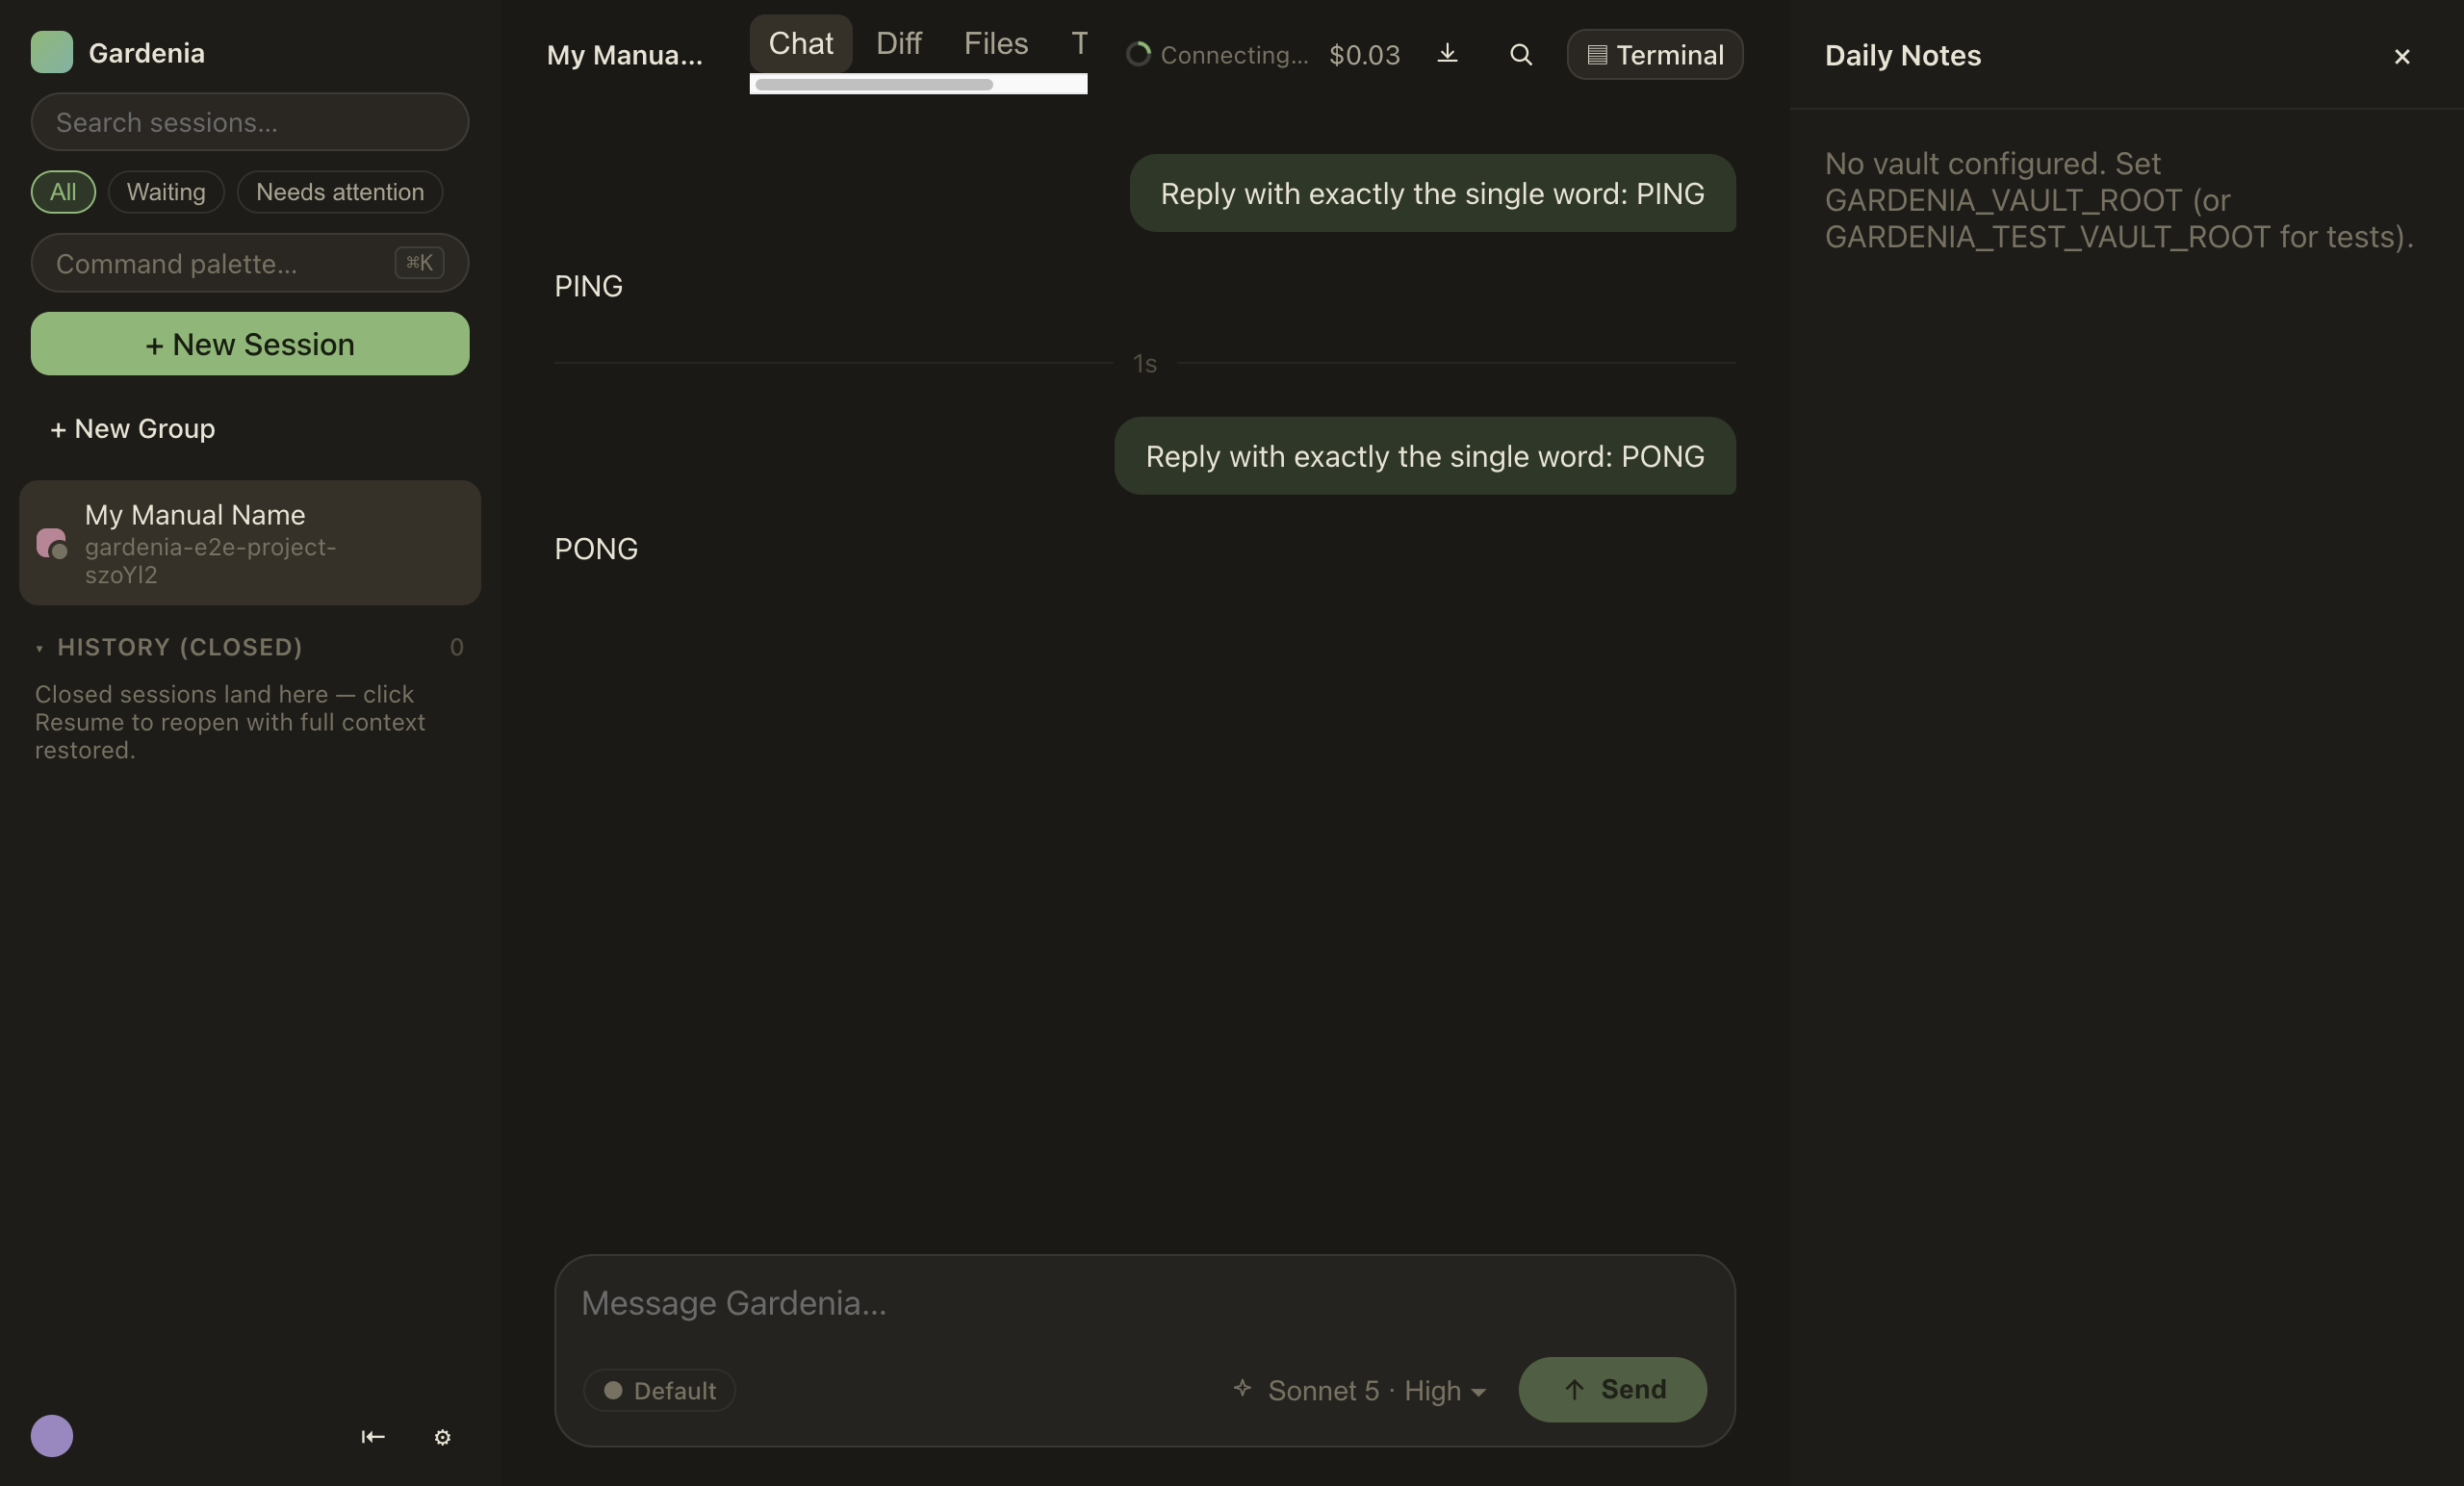 Gardenia
Search sessions...
All
Waiting
Needs attention
Command palette...
⌘K
+ New Session
+ New Group
My Manual Name
gardenia-e2e-project-
szoYl2
HISTORY (CLOSED)
0
Closed sessions land here — click
Resume to reopen with full context
restored.
My Manua...
Chat
Diff
Files
T
Connecting...
$0.03
Terminal
Reply with exactly the single word: PING
PING
1s
Reply with exactly the single word: PONG
PONG
Message Gardenia...
Default
Sonnet 5 · High
Send
Daily Notes
No vault configured. Set
GARDENIA_VAULT_ROOT (or
GARDENIA_TEST_VAULT_ROOT for tests).